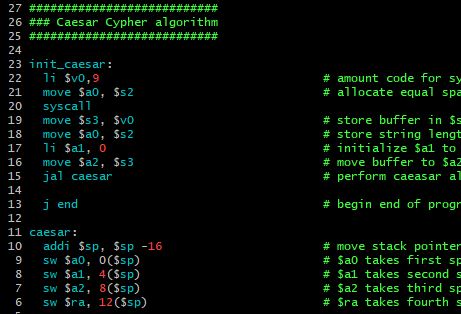 27 ###########################
26 ### Caesar Cypher algorithm
25 ###########################
24
23 init_caesar:
22 li $v0,9 # amount code for sy
21 move $a0, $s2 # allocate equal spa
20 syscall
19 move $s3, $v0 # store buffer in $s
18 move $a0, $s2 # store string lengt
17 li $a1, 0 # initialize $a1 to
16 move $a2, $s3 # move buffer to $a2
15 jal caesar # perform caeasar al
14
13 j end # begin end of progr
12
11 caesar:
10 addi $sp, $sp -16 # move stack pointer
9 sw $a0, 0($sp) # $a0 takes first sp
8 sw $a1, 4($sp) # $a1 takes second s
7 sw $a2, 8($sp) # $a2 takes third sp
6 sw $ra, 12($sp) # $ra takes fourth s